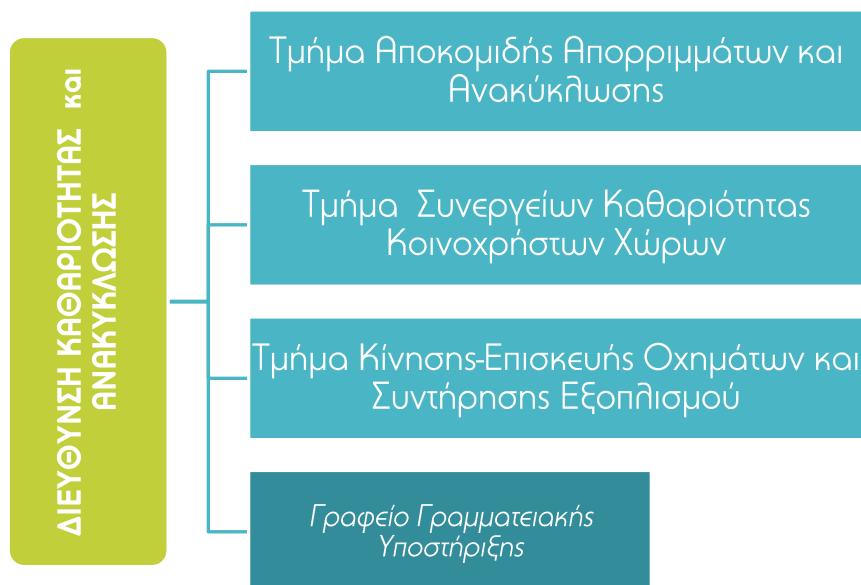 ΔΙΕΥΘΥΝΣΗ ΚΑΘΑΡΙΟΤΗΤΑΣ και
ΑΝΑΚΥΚΛΩΣΗΣ
Τμήμα Αποκομιδής Απορριμμάτων και
Ανακύκλωσης
Τμήμα Συνεργείων Καθαριότητας
Κοινοχρήστων Χώρων
Τμήμα Κίνησης-Επισκευής Οχημάτων και
Συντήρησης Εξοπλισμού
Γραφείο Γραμματειακής
Υποστήριξης